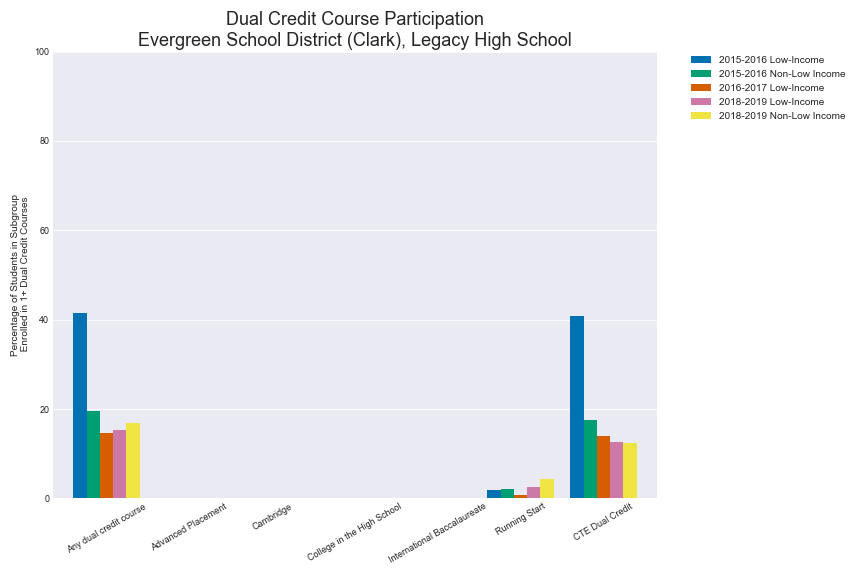 Dual Credit Course Participation
Evergreen School District (Clark), Legacy High School
2015-2016 Low-Income
2015-2016 Non-Low Income
2016-2017 Low-Income
2018-2019 Low-Income
2018-2019 Non-Low Income
Percentage of Students in Subgroup
Enrolled in 1+ Dual Credit Courses
100
80
60
40
20
0
Any dual credit course
Advanced Placement
Cambridge
College in the High School
International Baccalaureate
Running Start
CTE Dual Credit